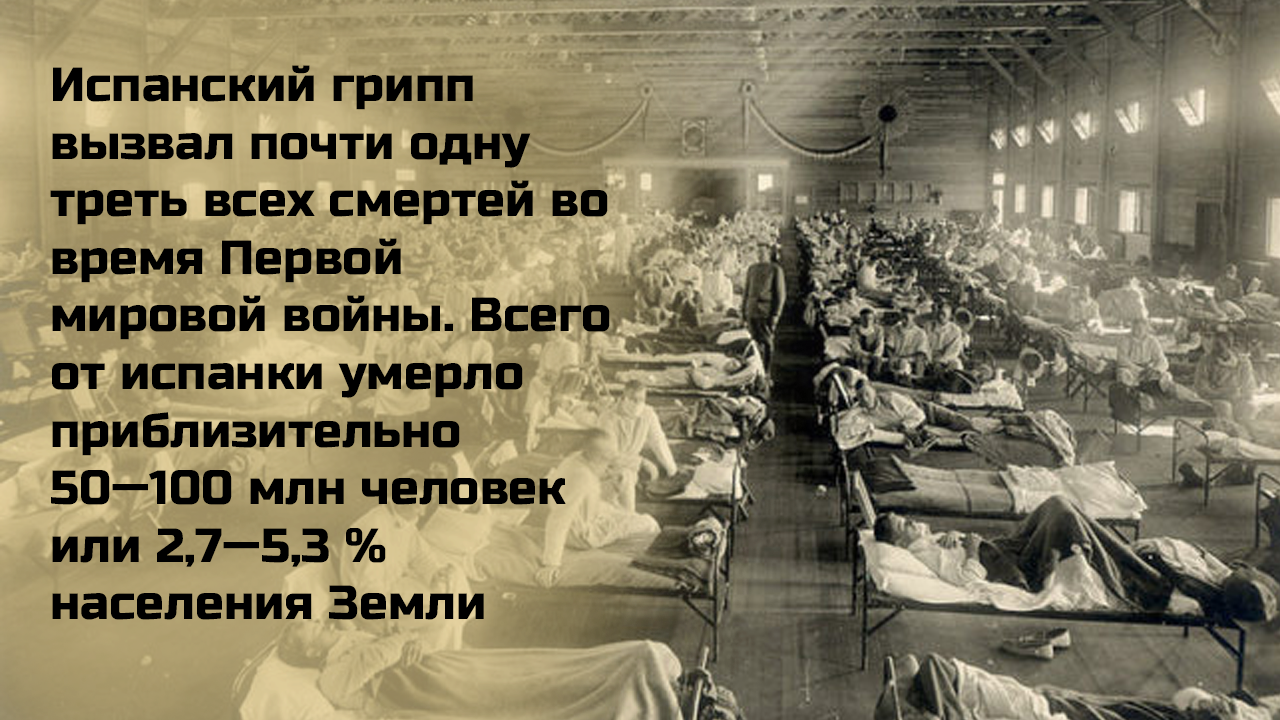 Испанский грипп
вызвал почти одну
треть всех смертей во
время Первой
мировой войны. Всего
от испанки умерло
приблизительно
50—100 млн человек
или 2,7—5,3 %
населения Земли